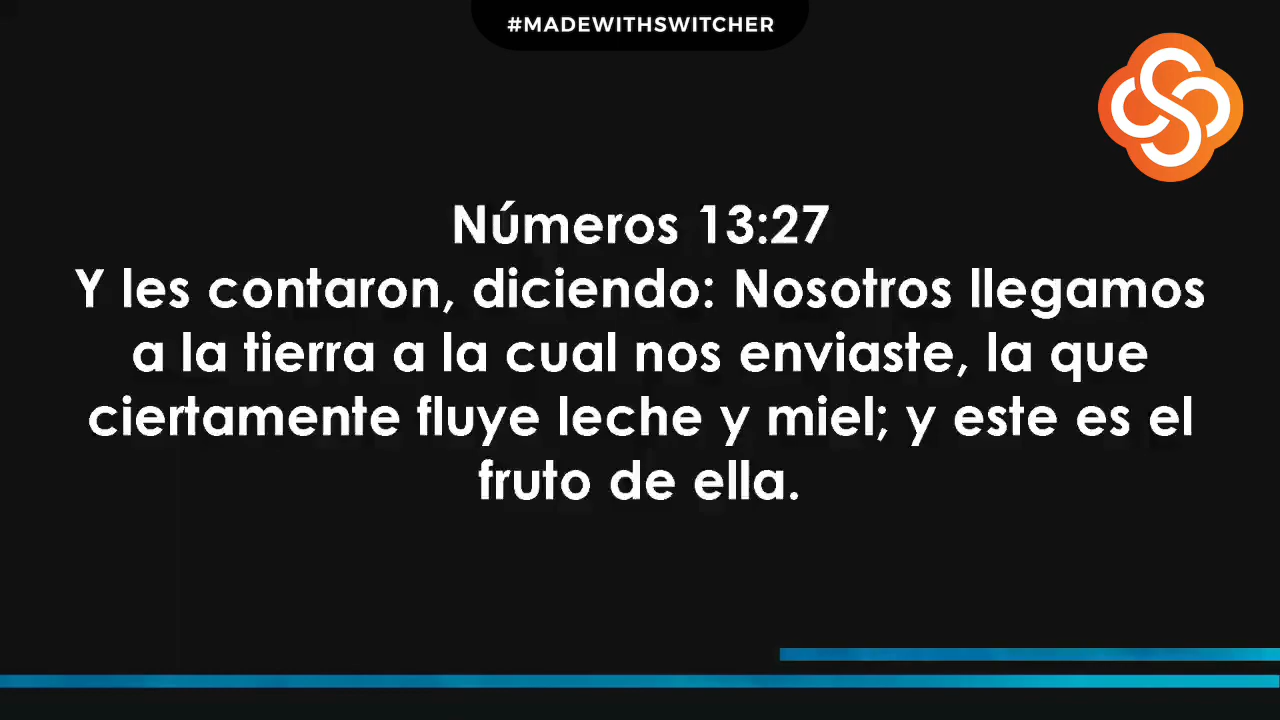 #MADEWITHSWITCHER
Números 13:27
Y les contaron, diciendo: Nosotros llegamos
a la tierra a la cual nos enviaste, la que
ciertamente fluye leche y miel; y este es el
fruto de ella.